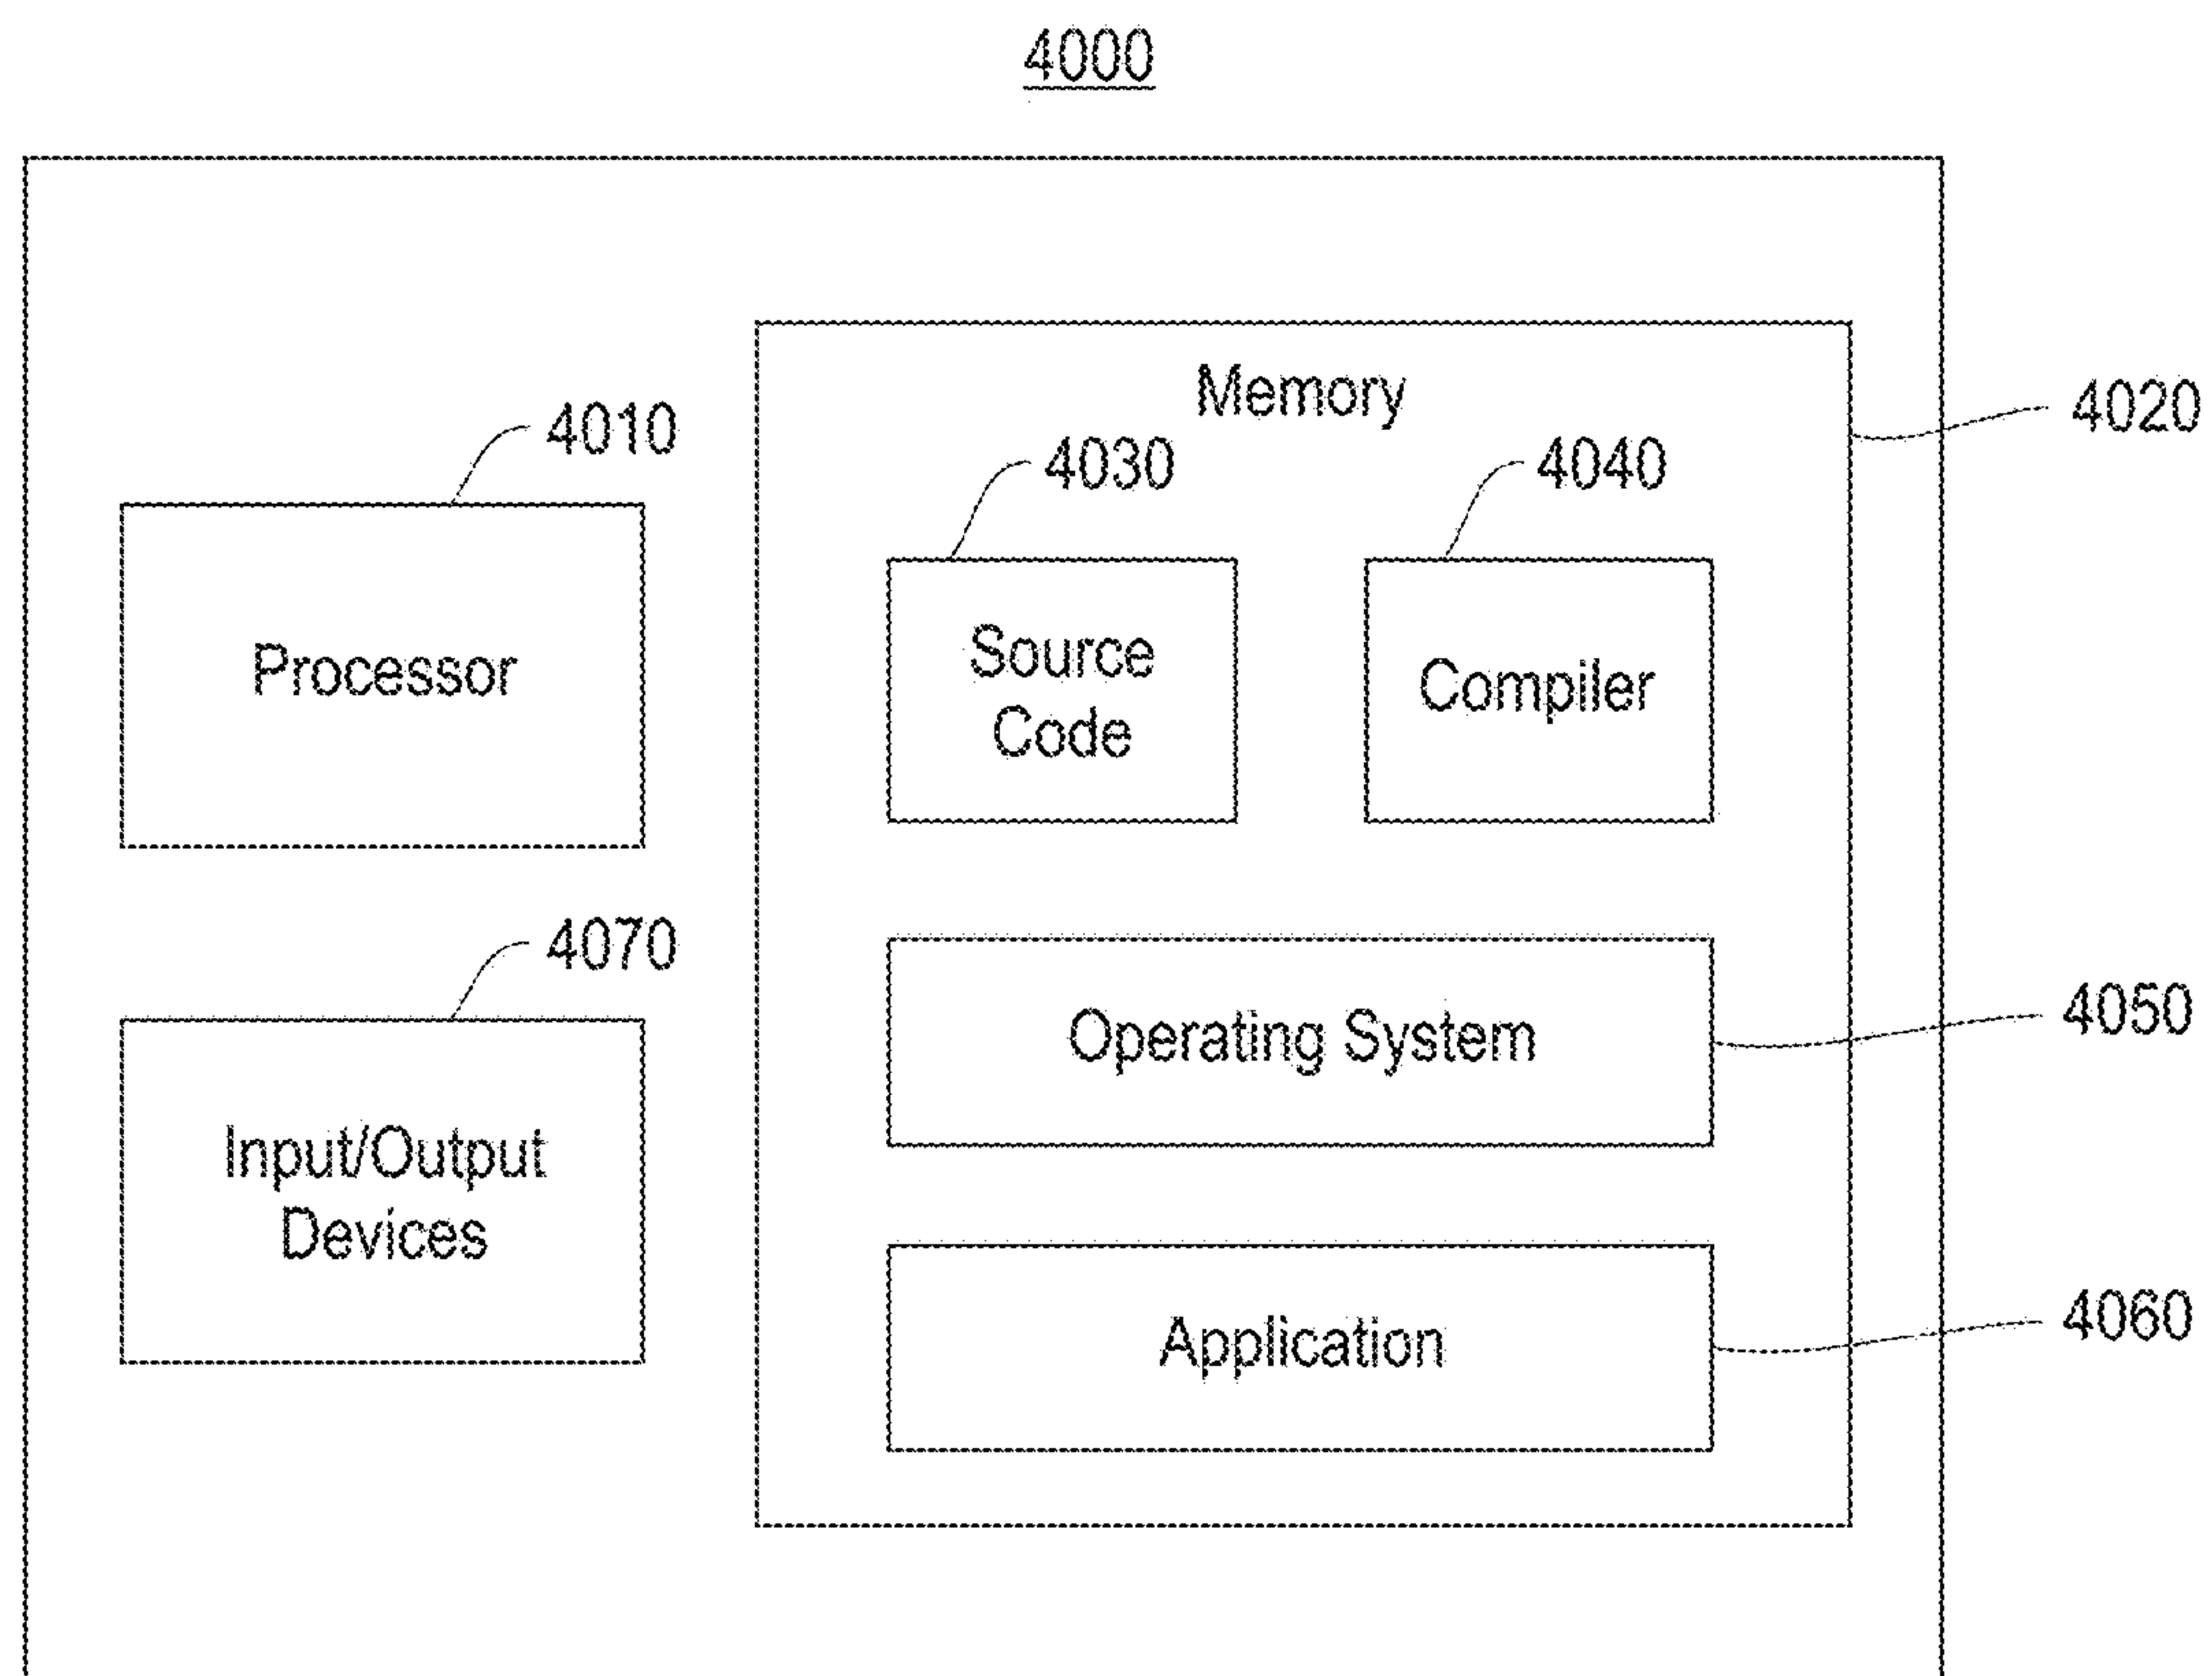 4000
Memory
4020
4010
4030
4040
Processor
Source
Code
Compiler
4070
Operating System
4050
Input/Output
Devices
Application
4060